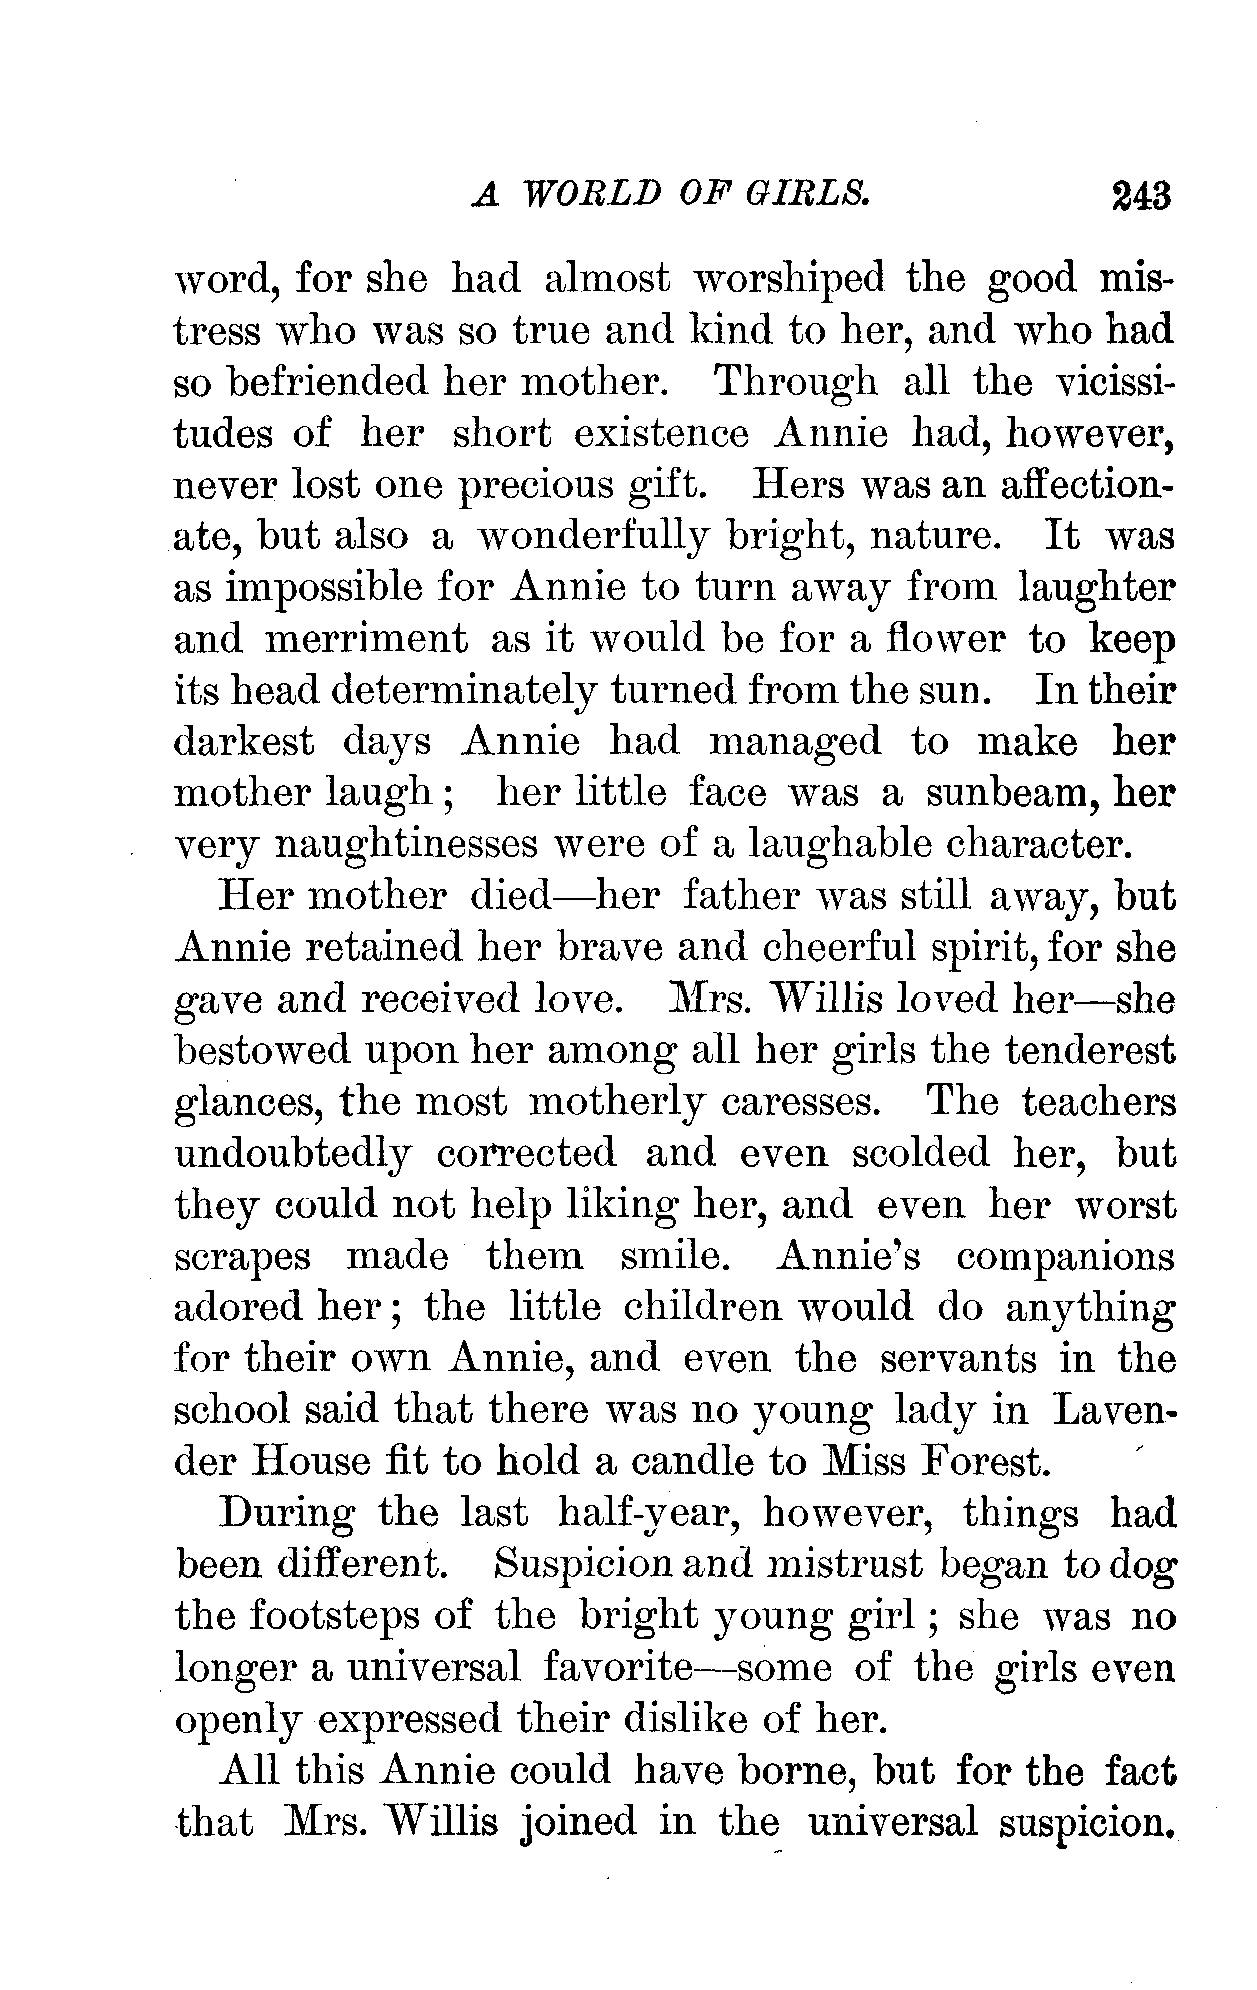 A WORLD OF GIRLS. 243
word, for she had almost worshiped the good mis-
tress who was so true and kind to her, and who had
so befriended her mother. Through all the vicissi-
tudes of her short existence Annie had, however,
never lost one precious gift. Hers was an affection-
ate, but also a wonderfully bright, nature. It was
as impossible for Annie to turn away from laughter
and merriment as it would be for a flower to keep
its head determinately turned from the sun. In their
darkest days Annie had managed to make her
mother laugh; her little face was a sunbeam, her
very naughtinesses were of a laughable character.
Her mother died—her father was still away, but
Annie retained her brave and cheerful spirit, for she
gave and received love. Mrs. Willis loved her—she
bestowed upon her among all her girls the tenderest
glances, the most motherly caresses. The teachers
undoubtedly corrected and even scolded her, but
they could not help liking her, and even her worst
scrapes made them smile. Annie's companions
adored her; the little children would do anything
for their own Annie, and even the servants in the
school said that there was no young lady in Laven-
der House fit to hold a candle to Miss Forest.
During the last half-year, however, things had
been different. Suspicion and mistrust began to dog
the footsteps of the bright young girl; she was no
longer a universal favorite—some of the girls even
openly expressed their dislike of her.
All this Annie could have borne, but for the fact
that Mrs. Willis joined in the universal suspicion.